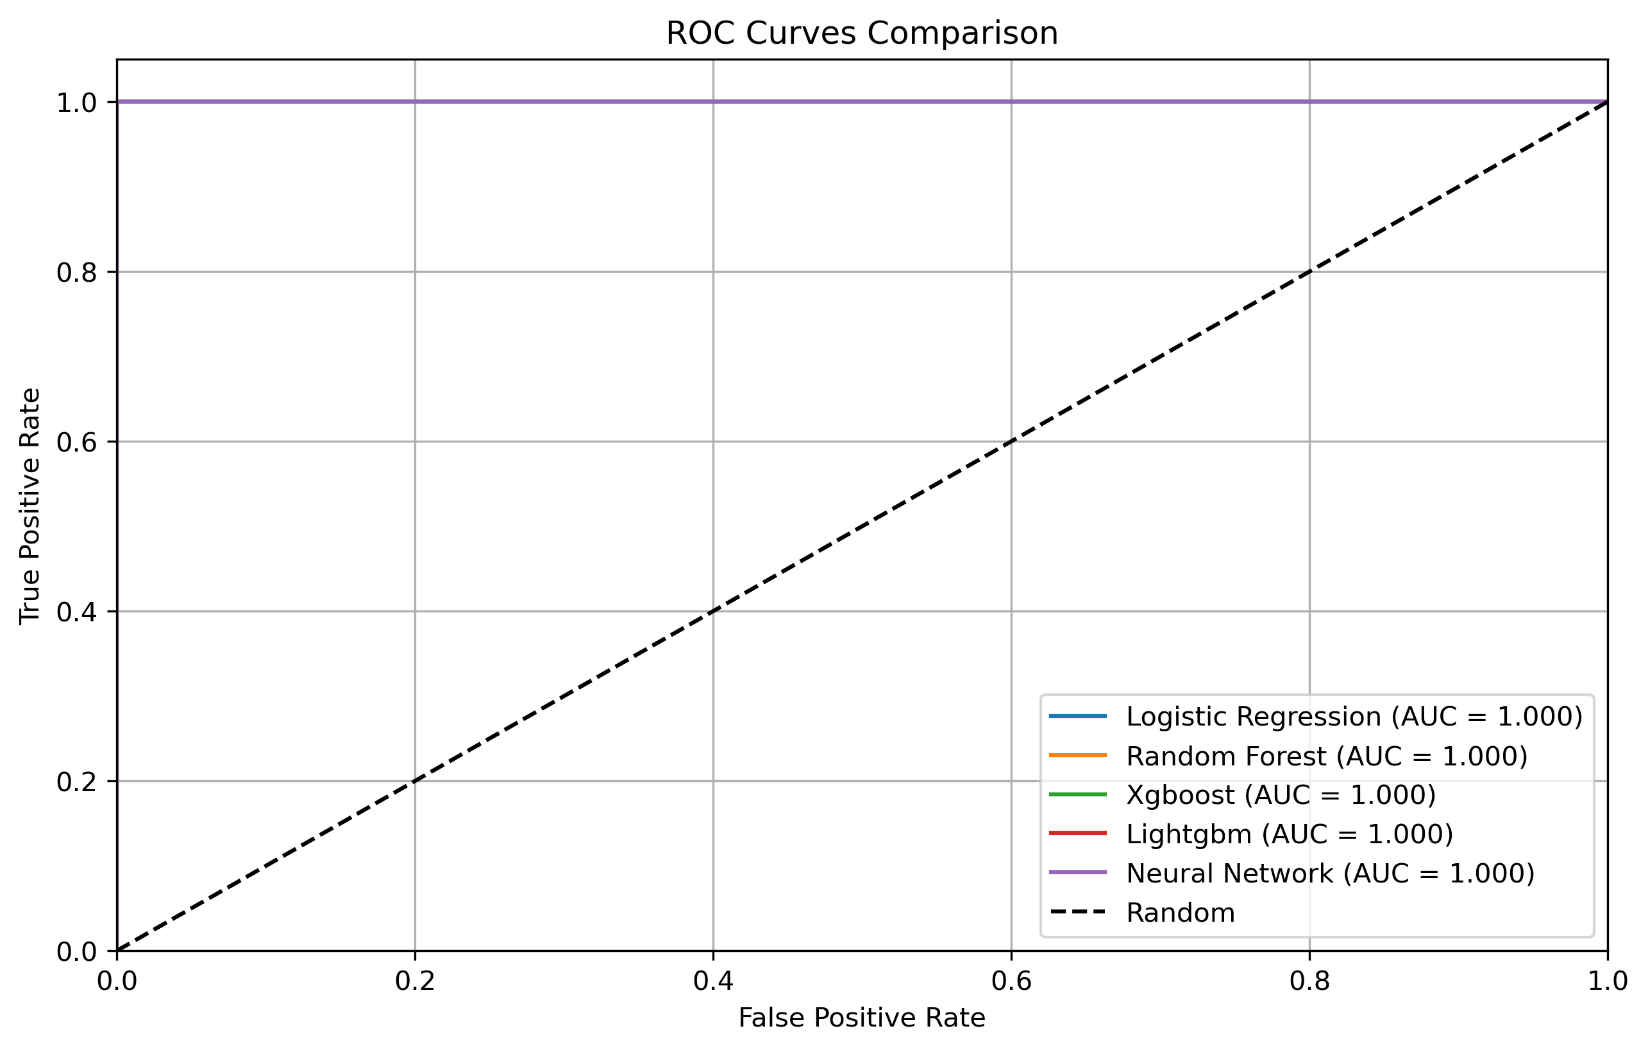 ROC Curves Comparison
1.0
0.8
0.6
0.4
0.2
0.0
True Positive Rate
Logistic Regression (AUC = 1.000)
Random Forest (AUC = 1.000)
Xgboost (AUC = 1.000)
Lightgbm (AUC = 1.000)
Neural Network (AUC = 1.000)
Random
0.0 0.2 0.4 0.6 0.8 1.0
False Positive Rate